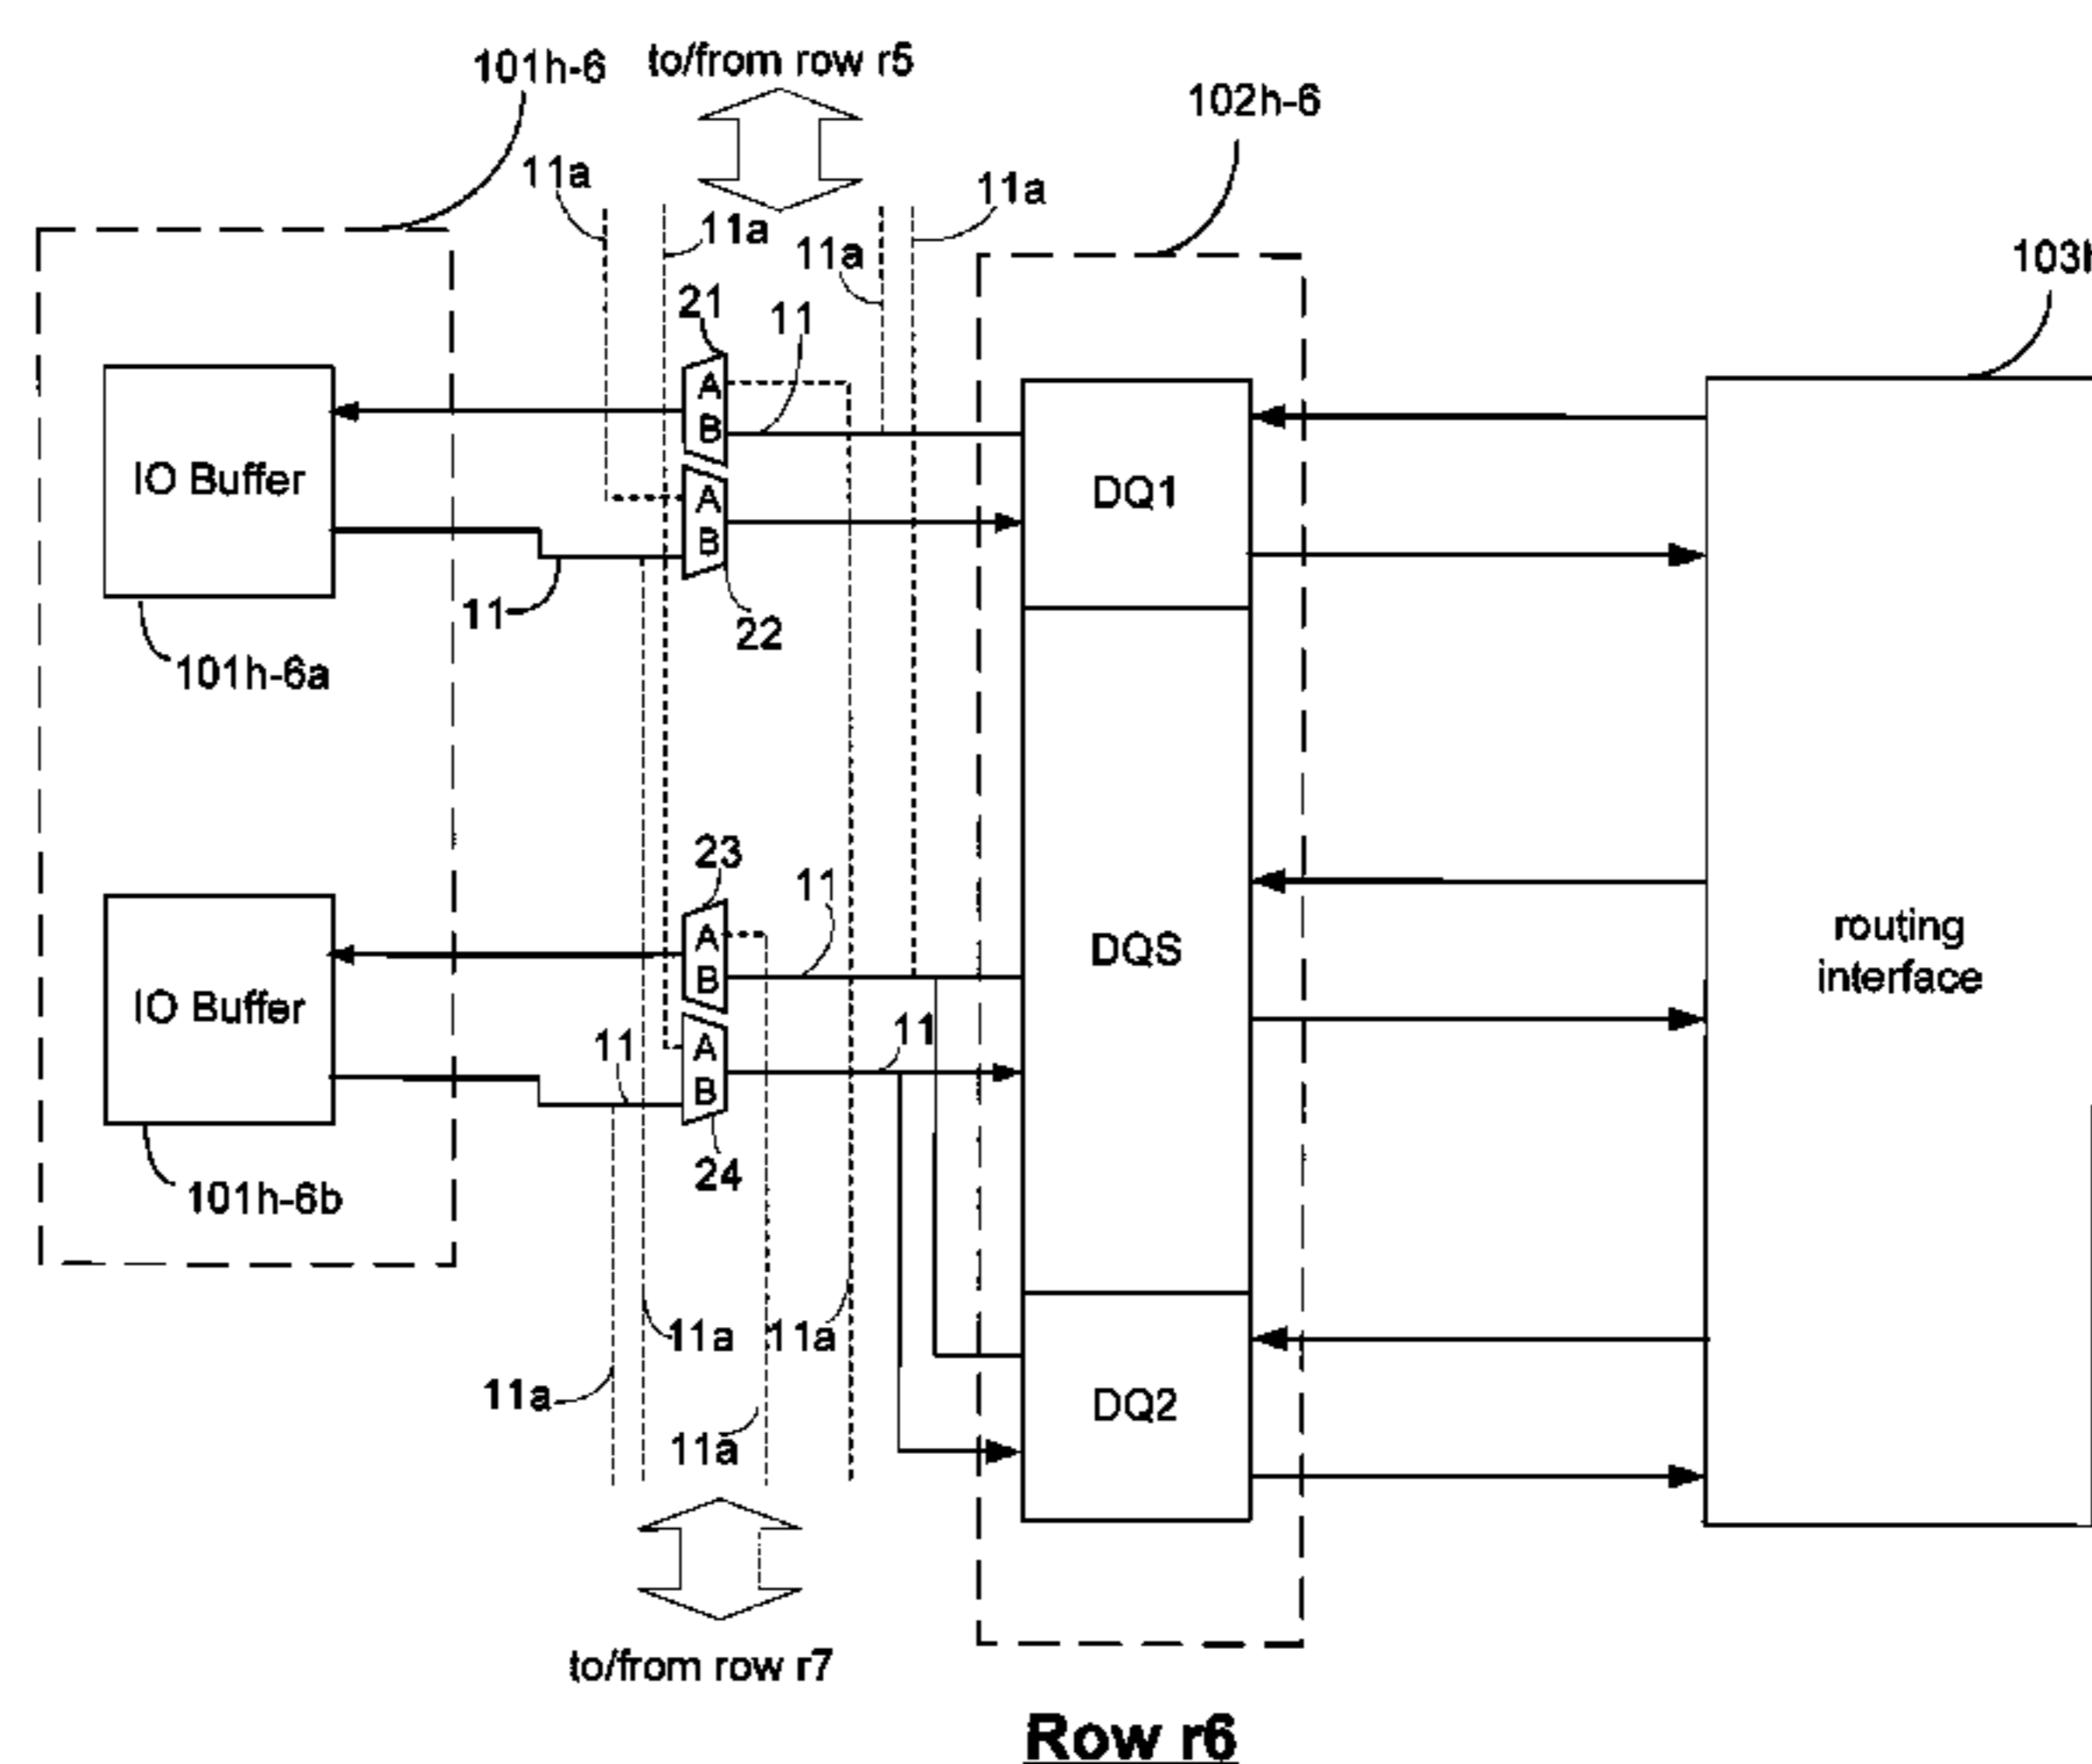 101h-6
to/from row r5
102h-6
11a
11a
11a
11a
103h
21
11
A
B
IO Buffer
A
B
DQ1
11
22
101h-6a
23
11
A
B
DQS
routing
interface
IO Buffer
11
11
A
B
24
101h-6b
11a
11a
11a
11a
DQ2
to/from row r7
Row r6